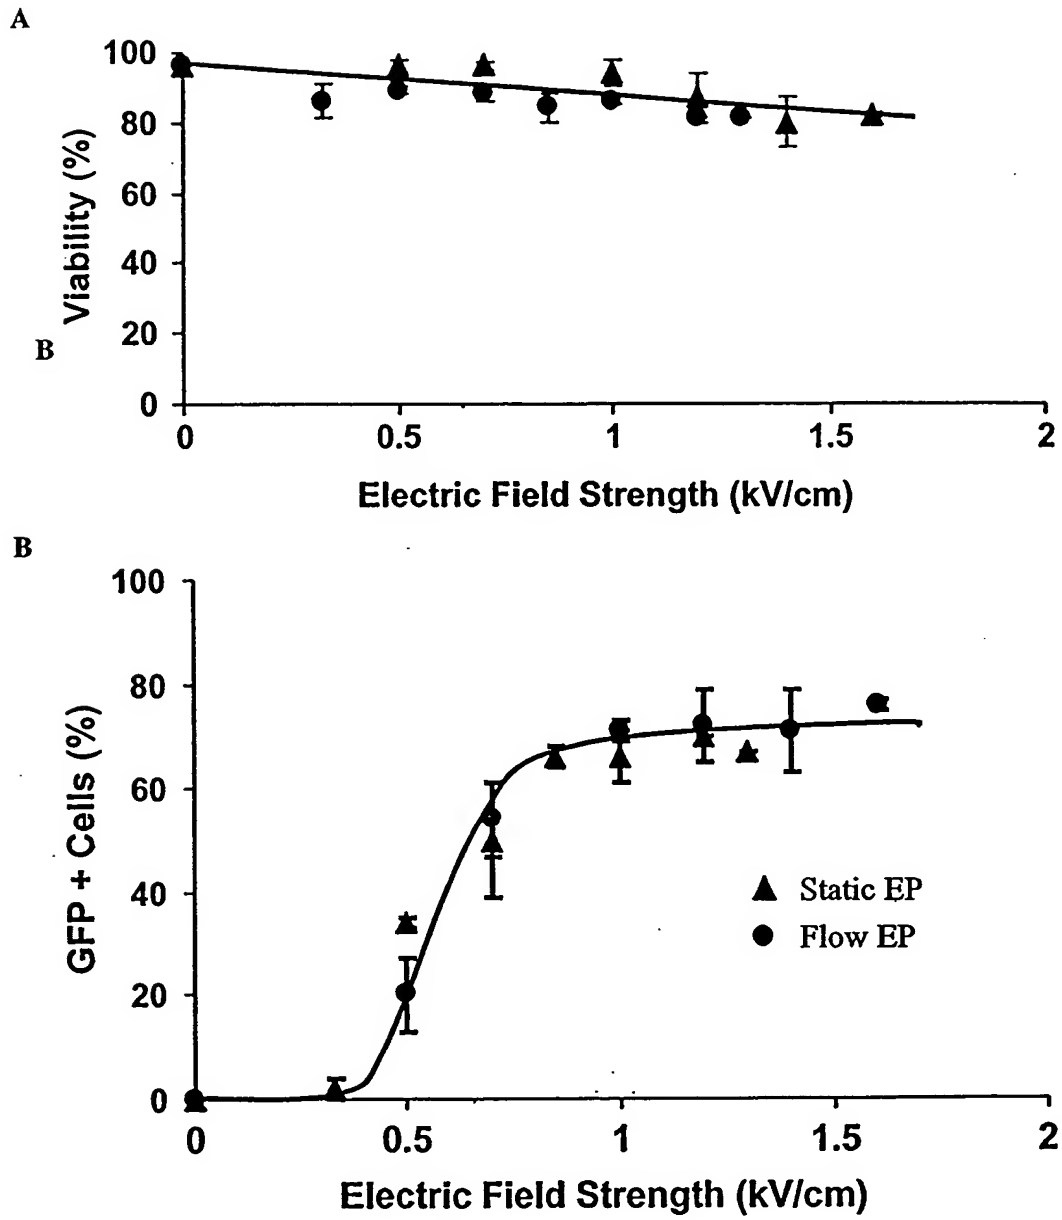 A
100
80
60
40
20
0
Viability (%)
B
0 0.5 1 1.5 2
Electric Field Strength (kV/cm)
B
100
80
60
40
20
0
GFP + Cells (%)
Static EP
Flow EP
0 0.5 1 1.5 2
Electric Field Strength (kV/cm)